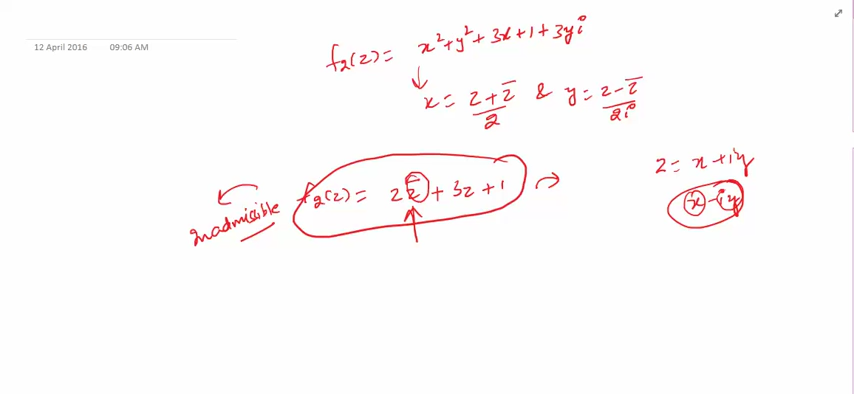 12 April 2016 09:06 AM
f₂(z) = x² + y² + 3x + 1 + 3yi
x = z + z̄ / 2 & y = z - z̄ / 2i
z = x + iy
f₂(z) = z z̄ + 3z + 1
x - iy
Inadmissible